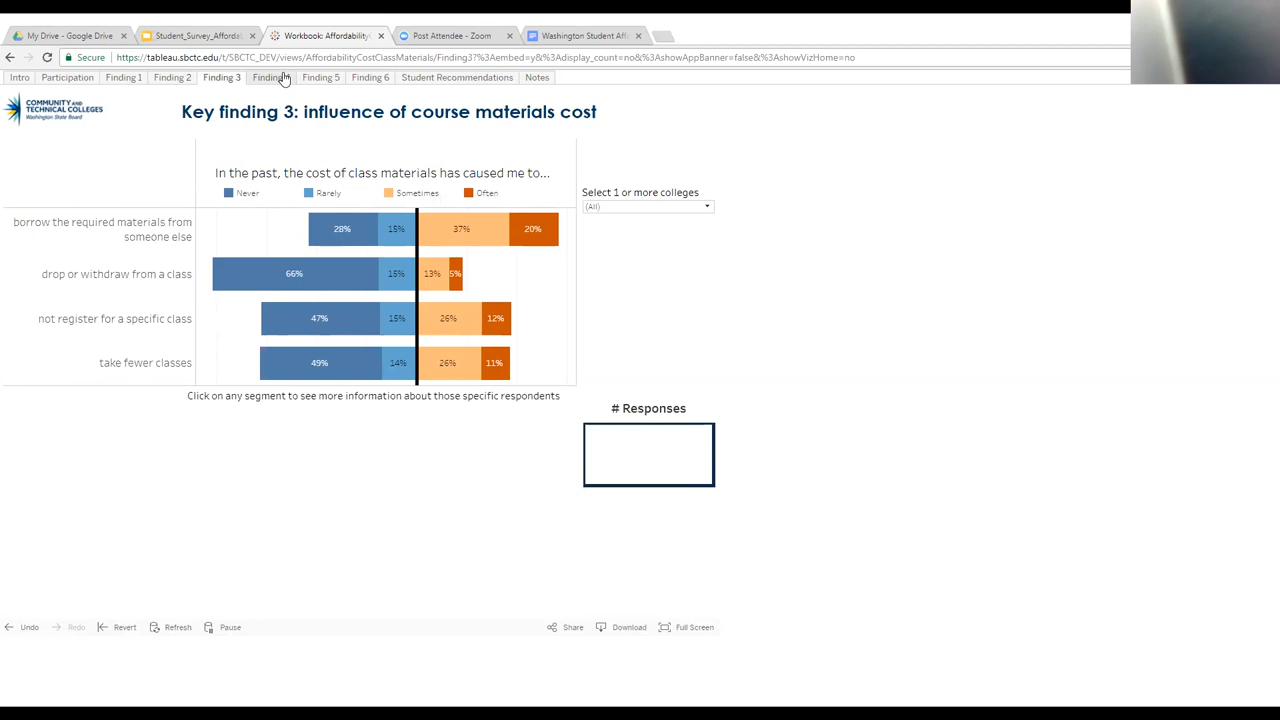 My Drive - Google Drive
Student_Survey_Afforda
Workbook: Affordability
Post Attendee - Zoom
Washington Student Aff
Secure
https://tableau.sbctc.edu/t/SBCTC_DEV/views/AffordabilityCostClassMaterials/Finding3?%3Aembed=y&%3Adisplay_count=no&%3AshowAppBanner=false&%3AshowVizHome=no
Intro Participation Finding 1 Finding 2 Finding 3 Finding Finding 5 Finding 6 Student Recommendations Notes
COMMUNITY AND
TECHNICAL COLLEGES
Washington State Board
Key finding 3: influence of course materials cost
In the past, the cost of class materials has caused me to...
Never Rarely Sometimes Often
Select 1 or more colleges
(All)
borrow the required materials from
someone else
28% 15% 37% 20%
drop or withdraw from a class
66% 15% 13% 5%
not register for a specific class
47% 15% 26% 12%
take fewer classes
49% 14% 26% 11%
Click on any segment to see more information about those specific respondents
# Responses
Undo Redo Revert Refresh Pause
Share Download Full Screen